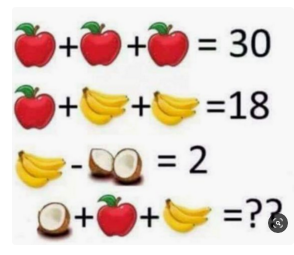 + + = 30
+ + =18
- = 2
+ + =??